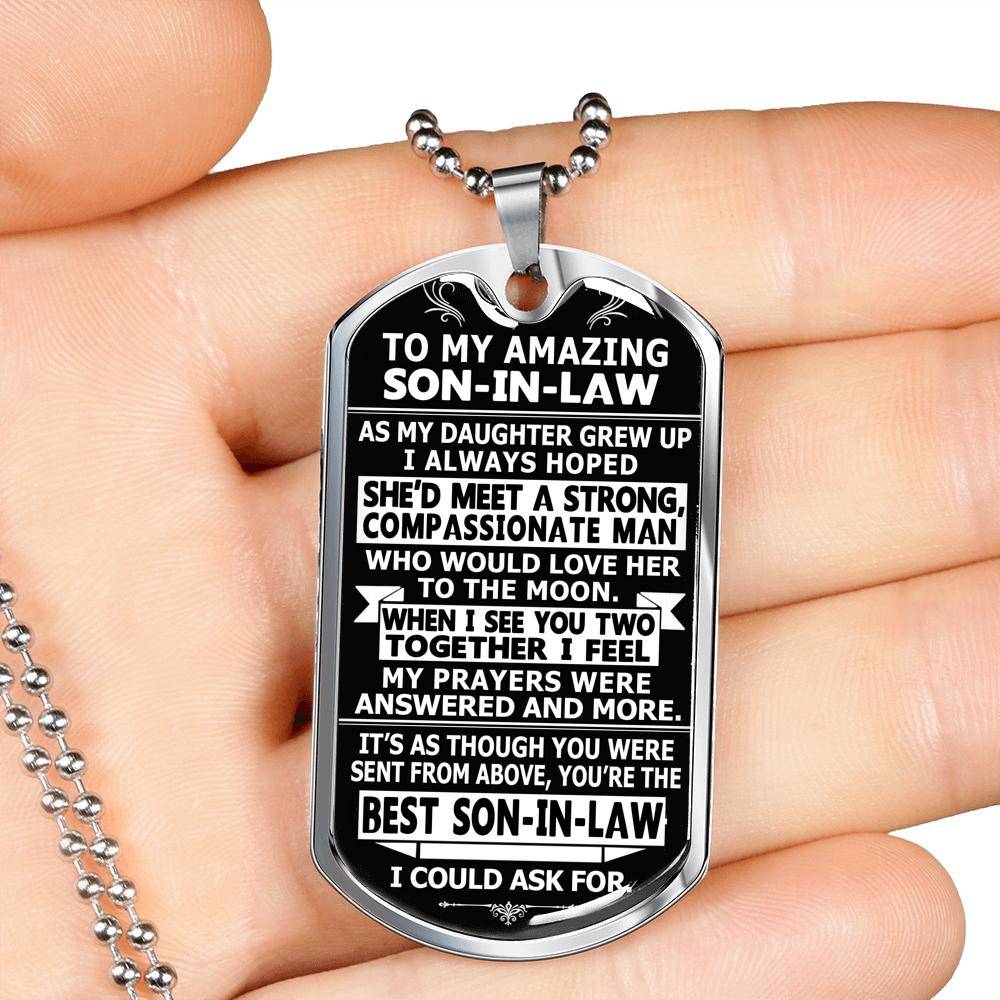 TO MY AMAZING
SON-IN-LAW
AS MY DAUGHTER GREW UP
I ALWAYS HOPED
SHE'D MEET A STRONG,
COMPASSIONATE MAN
WHO WOULD LOVE HER
TO THE MOON.
WHEN I SEE YOU TWO
TOGETHER I FEEL
MY PRAYERS WERE
ANSWERED AND MORE.
IT'S AS THOUGH YOU WERE
SENT FROM ABOVE, YOU'RE THE
BEST SON-IN-LAW
I COULD ASK FOR.